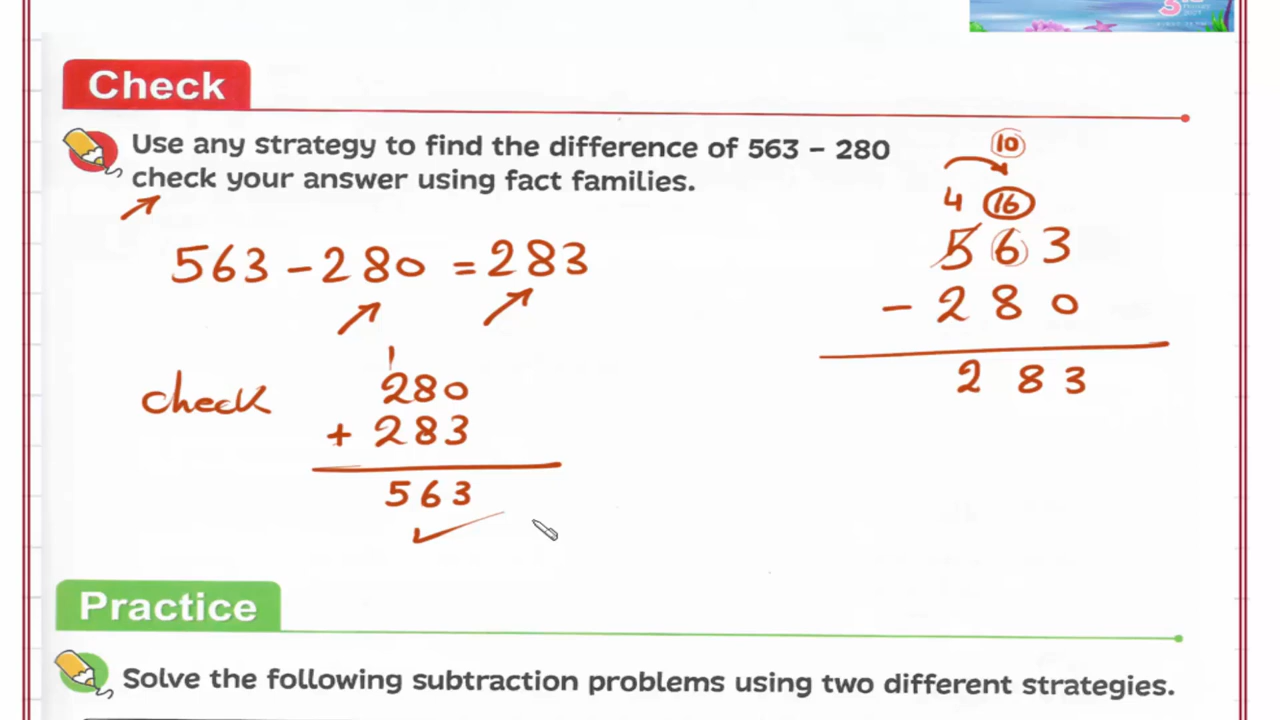 Check
Use any strategy to find the difference of 563 – 280
check your answer using fact families.
563 - 280 = 283
check
1
280
+ 283
563
10
4 16
563
- 280
283
Practice
Solve the following subtraction problems using two different strategies.